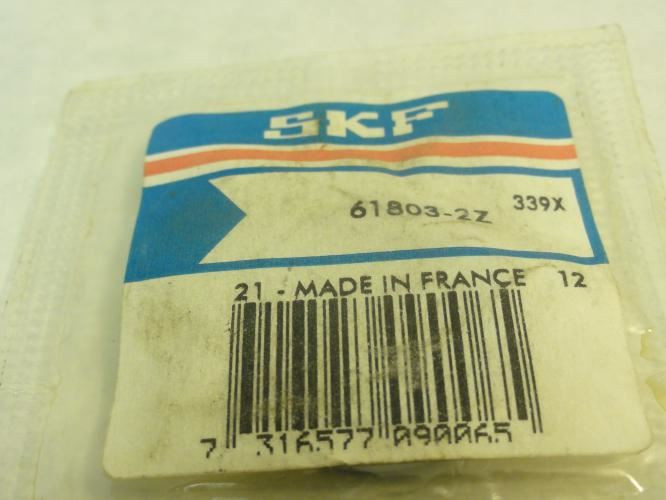 SKF
61803-2Z 339X
21 - MADE IN FRANCE 12
7 316577 090065